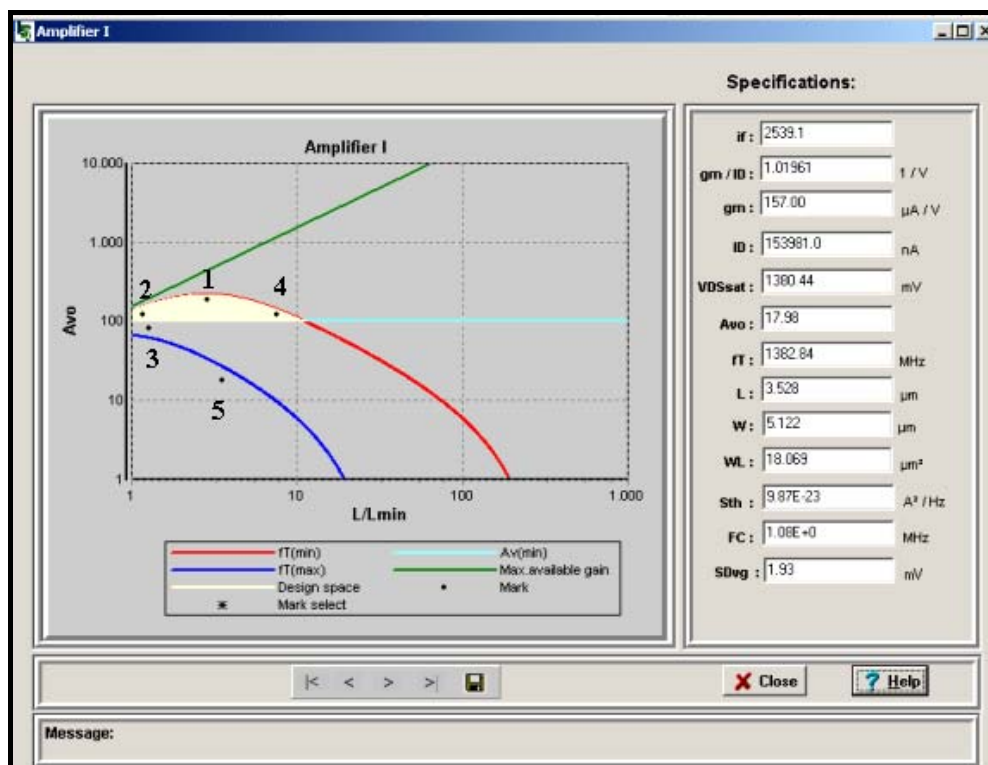 Amplifier I
Specifications:
Amplifier I
10.000
1.000
100
10
1
Avo
1
10
100
1.000
L/Lmin
1
2
4
3
5
fT(min)
Av(min)
fT(max)
Max.available gain
Design space
Mark
Mark select
if : 2539.1
gm / ID : 1.01961 1 / V
gm : 157.00 µA / V
ID : 153981.0 nA
VDSsat : 1380.44 mV
Avo : 17.98
fT : 1382.84 MHz
L : 3.528 µm
W : 5.122 µm
WL : 18.069 µm²
Sth : 9.87E-23 A² / Hz
FC : 1.08E+0 MHz
SDvg : 1.93 mV
|< < > >|
Close
? Help
Message: